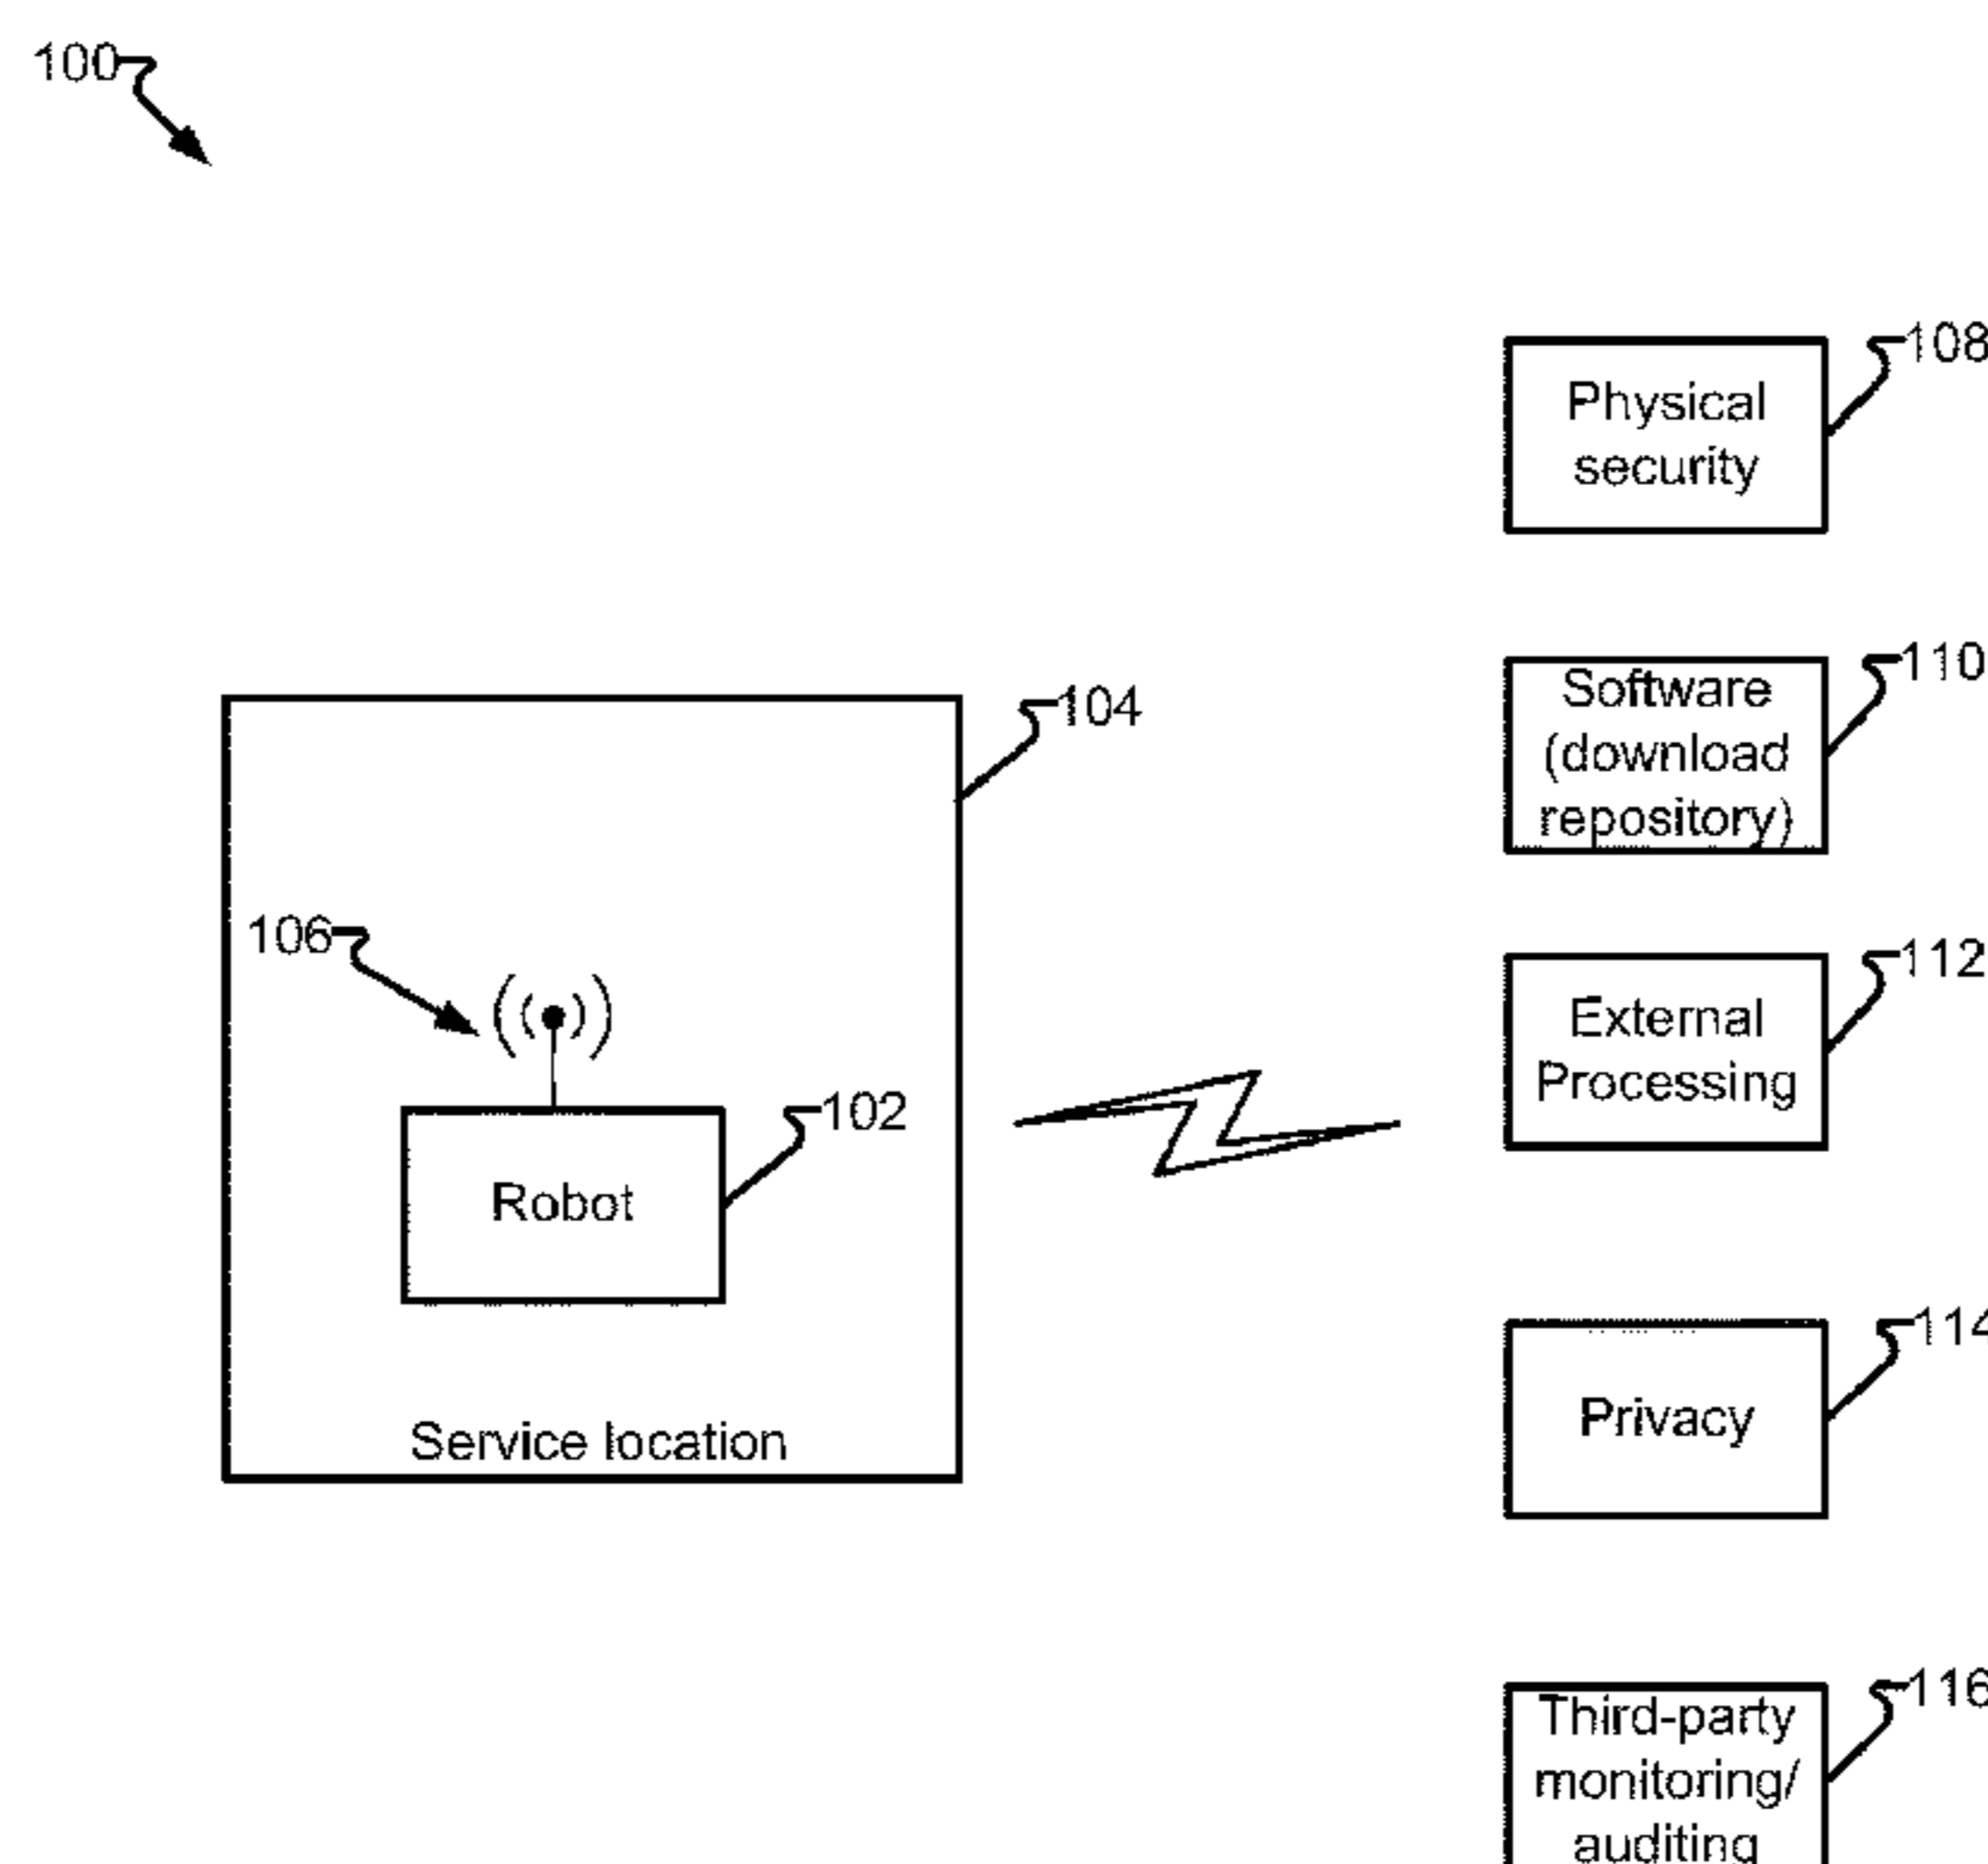 100
108
Physical
security
110
Software
(download
repository)
104
106
112
External
Processing
102
Robot
114
Privacy
Service location
116
Third-party
monitoring/
auditing